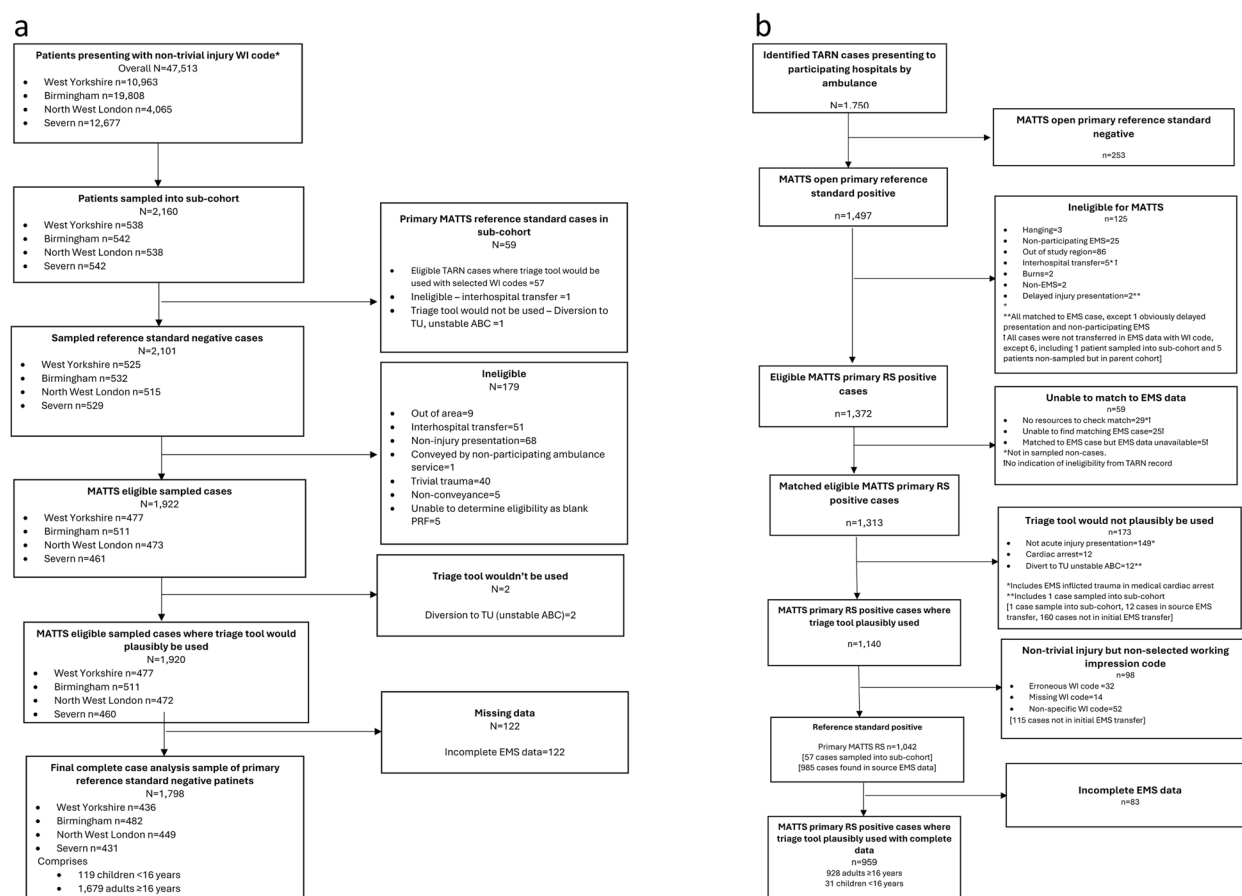 a
Patients presenting with non-trivial injury WI code*
Overall N=47,513
• West Yorkshire n=10,963
• Birmingham n=19,808
• North West London n=4,065
• Severn n=12,677
Patients sampled into sub-cohort
N=2,160
• West Yorkshire n=538
• Birmingham n=542
• North West London n=538
• Severn n=542
Primary MATTS reference standard cases in
sub-cohort
N=59
• Eligible TARN cases where triage tool would be
used with selected WI codes =57
• Ineligible – interhospital transfer =1
• Triage tool would not be used – Diversion to
TU, unstable ABC =1
Sampled reference standard negative cases
N=2,101
• West Yorkshire n=525
• Birmingham n=532
• North West London n=515
• Severn n=529
Ineligible
N=179
• Out of area=9
• Interhospital transfer=51
• Non-injury presentation=68
• Conveyed by non-participating ambulance
service=1
• Trivial trauma=40
• Non-conveyance=5
• Unable to determine eligibility as blank
PRF=5
MATTS eligible sampled cases
N=1,922
• West Yorkshire n=477
• Birmingham n=511
• North West London n=473
• Severn n=461
Triage tool wouldn't be used
N=2
Diversion to TU (unstable ABC)=2
MATTS eligible sampled cases where triage tool would
plausibly be used
N=1,920
• West Yorkshire n=477
• Birmingham n=511
• North West London n=472
• Severn n=460
Missing data
N=122
Incomplete EMS data=122
Final complete case analysis sample of primary
reference standard negative patinets
N=1,798
• West Yorkshire n=436
• Birmingham n=482
• North West London n=449
• Severn n=431
Comprises
• 119 children <16 years
• 1,679 adults ≥16 years
b
Identified TARN cases presenting to
participating hospitals by
ambulance
N=1,750
MATTS open primary reference standard
negative
n=253
MATTS open primary reference
standard positive
n=1,497
Ineligible for MATTS
n=125
• Hanging=3
• Non-participating EMS=25
• Out of study region=86
• Interhospital transfer=5*†
• Burns=2
• Non-EMS=2
• Delayed injury presentation=2**
*
**All matched to EMS case, except 1 obviously delayed
presentation and non-participating EMS
†All cases were not transferred in EMS data with WI code,
except 6, including 1 patient sampled into sub-cohort and 5
patients non-sampled but in parent cohort]
Eligible MATTS primary RS positive
cases
n=1,372
Unable to match to EMS data
n=59
• No resources to check match=29*†
• Unable to find matching EMS case=25†
• Matched to EMS case but EMS data unavailable=5†
*Not in sampled non-cases.
†No indication of ineligibility from TARN record
Matched eligible MATTS primary RS
positive cases
n=1,313
Triage tool would not plausibly be used
n=173
• Not acute injury presentation=149*
• Cardiac arrest=12
• Divert to TU unstable ABC=12**
*Includes EMS inflicted trauma in medical cardiac arrest
**Includes 1 case sampled into sub-cohort
[1 case sample into sub-cohort, 12 cases in source EMS
transfer, 160 cases not in initial EMS transfer]
MATTS primary RS positive cases where
triage tool plausibly used
n=1,140
Non-trivial injury but non-selected working
impression code
n=98
• Erroneous WI code =32
• Missing WI code=14
• Non-specific WI code=52
[115 cases not in initial EMS transfer]
Reference standard positive
Primary MATTS RS n=1,042
[57 cases sampled into sub-cohort]
[985 cases found in source EMS data]
Incomplete EMS data
n=83
MATTS primary RS positive cases where
triage tool plausibly used with complete
data
n=959
928 adults ≥16 years
31 children <16 years